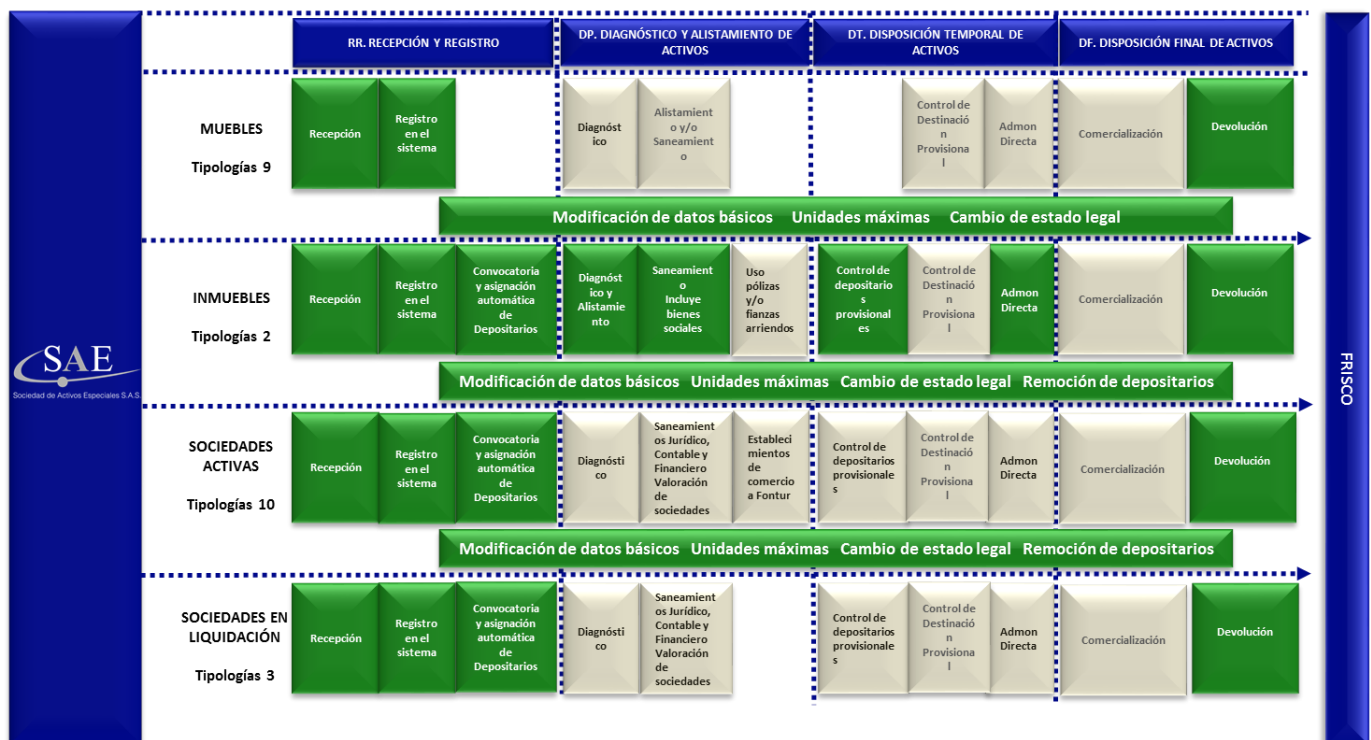 RR. RECEPCIÓN Y REGISTRO
DP. DIAGNÓSTICO Y ALISTAMIENTO DE
ACTIVOS
DT. DISPOSICIÓN TEMPORAL DE
ACTIVOS
DF. DISPOSICIÓN FINAL DE ACTIVOS
SAE
Sociedad de Activos Especiales S.A.S.
FRISCO
MUEBLES
Tipologías 9
Recepción
Registro
en el
sistema
Diagnóst
ico
Alistamient
o y/o
Saneamient
o
Control de
Destinació
n
Provisiona
l
Admon
Directa
Comercialización
Devolución
Modificación de datos básicos Unidades máximas Cambio de estado legal
INMUEBLES
Tipologías 2
Recepción
Registro
en el
sistema
Convocatoria
y asignación
automática de
Depositarios
Diagnóst
ico y
Alistamie
nto
Saneamient
o
Incluye
bienes
sociales
Uso
pólizas
y/o
fianzas
arriendos
Control de
depositario
s
provisional
es
Control de
Destinació
n
Provisiona
l
Admon
Directa
Comercialización
Devolución
Modificación de datos básicos Unidades máximas Cambio de estado legal Remoción de depositarios
SOCIEDADES
ACTIVAS
Tipologías 10
Recepción
Registro
en el
sistema
Convocatoria
y asignación
automática de
Depositarios
Diagnósti
co
Saneamient
os Jurídico,
Contable y
Financiero
Valoración
de
sociedades
Estableci
mientos
de
comercio
a Fontur
Control de
depositarios
provisionale
s
Control de
Destinació
n
Provisiona
l
Admon
Directa
Comercialización
Devolución
Modificación de datos básicos Unidades máximas Cambio de estado legal Remoción de depositarios
SOCIEDADES EN
LIQUIDACIÓN
Tipologías 3
Recepción
Registro
en el
sistema
Convocatoria
y asignación
automática
de
Depositarios
Diagnósti
co
Saneamient
os Jurídico,
Contable y
Financiero
Valoración
de
sociedades
Control de
depositarios
provisionale
s
Control de
Destinació
n
Provisiona
l
Admon
Directa
Comercialización
Devolución